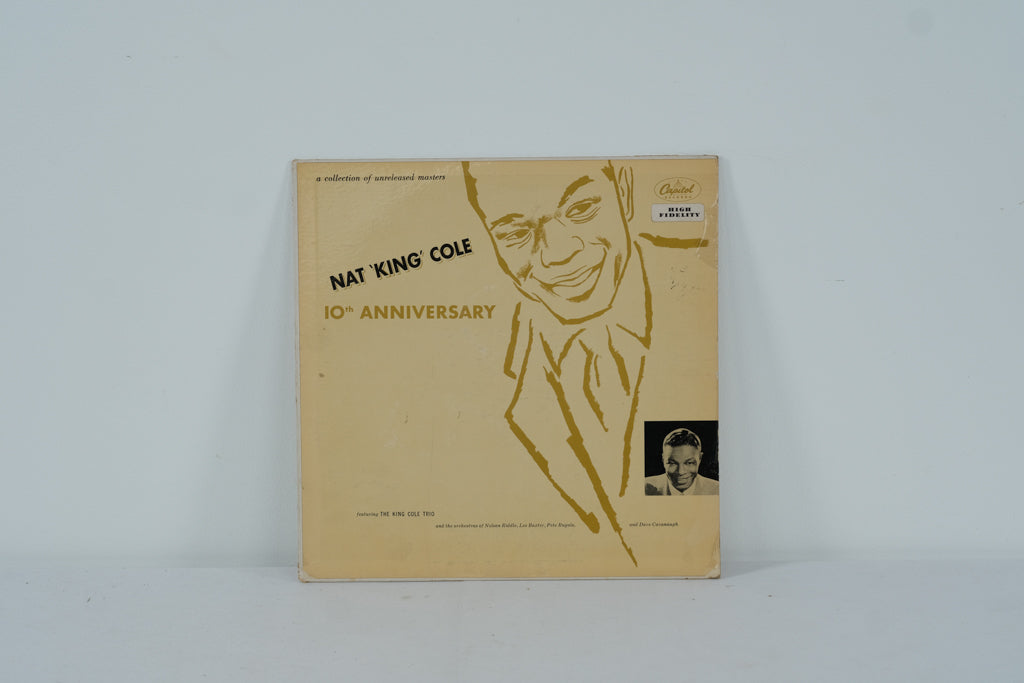 a collection of unreleased masters
Capitol
RECORDS
HIGH
FIDELITY
NAT 'KING' COLE
10th ANNIVERSARY
featuring THE KING COLE TRIO
and the orchestras of Nelson Riddle, Les Baxter, Pete Rugolo, and Dave Cavanaugh